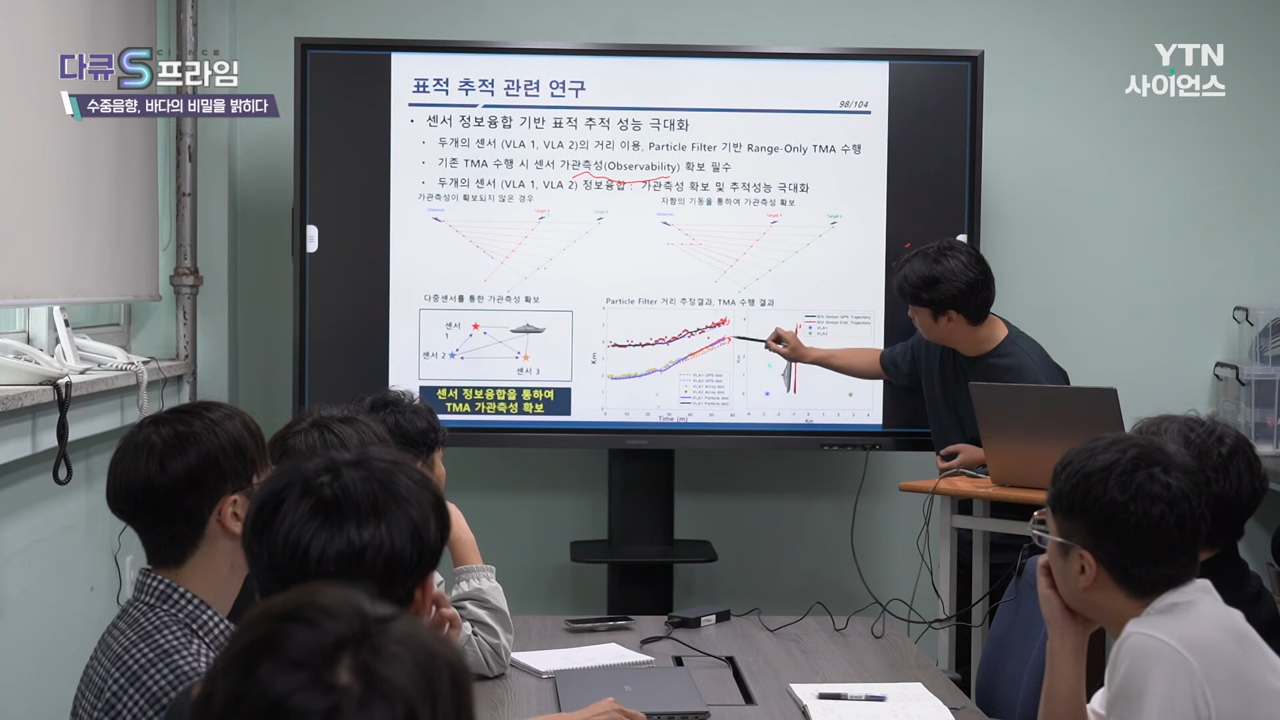 다큐 S 프라임
SCIENCE
수중음향, 바다의 비밀을 밝히다
YTN
사이언스
표적 추적 관련 연구
98/104
• 센서 정보융합 기반 표적 추적 성능 극대화
• 두개의 센서 (VLA 1, VLA 2)의 거리 이용, Particle Filter 기반 Range-Only TMA 수행
• 기존 TMA 수행 시 센서 가관측성(Observability) 확보 필수
• 두개의 센서 (VLA 1, VLA 2) 정보융합 : 가관측성 확보 및 추적성능 극대화
가관측성이 확보되지 않은 경우
자함의 기동을 통하여 가관측성 확보
다중센서를 통한 가관측성 확보
센서 1
센서 2
센서 3
센서 정보융합을 통하여
TMA 가관측성 확보
Particle Filter 거리 추정결과, TMA 수행 결과
Km
Time (m)
VLA1
VLA2
Km